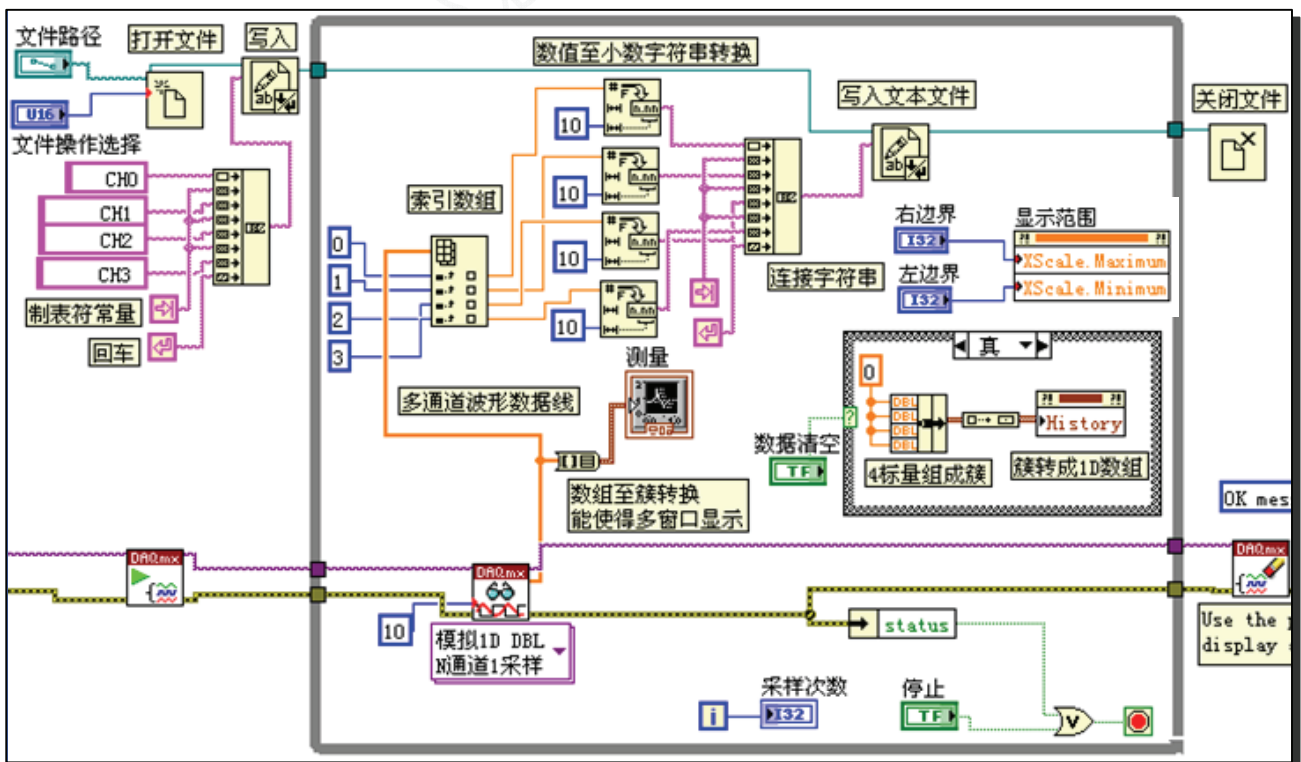 文件路径
打开文件
写入
数值至小数字符串转换
写入文本文件
关闭文件
U16
文件操作选择
CH0
CH1
CH2
CH3
制表符常量
回车
索引数组
0
1
2
3
10
10
10
10
连接字符串
右边界
I32
左边界
I32
显示范围
XScale.Maximum
XScale.Minimum
测量
多通道波形数据线
数组至簇转换
能使得多窗口显示
数据清空
TF
真
0
DBL
DBL
DBL
DBL
History
4标量组成簇
簇转成1D数组
OK mes
DAQmx
DAQmx
DAQmx
10
模拟1D DBL
N通道1采样
status
Use the
display
采样次数
i
I32
停止
TF